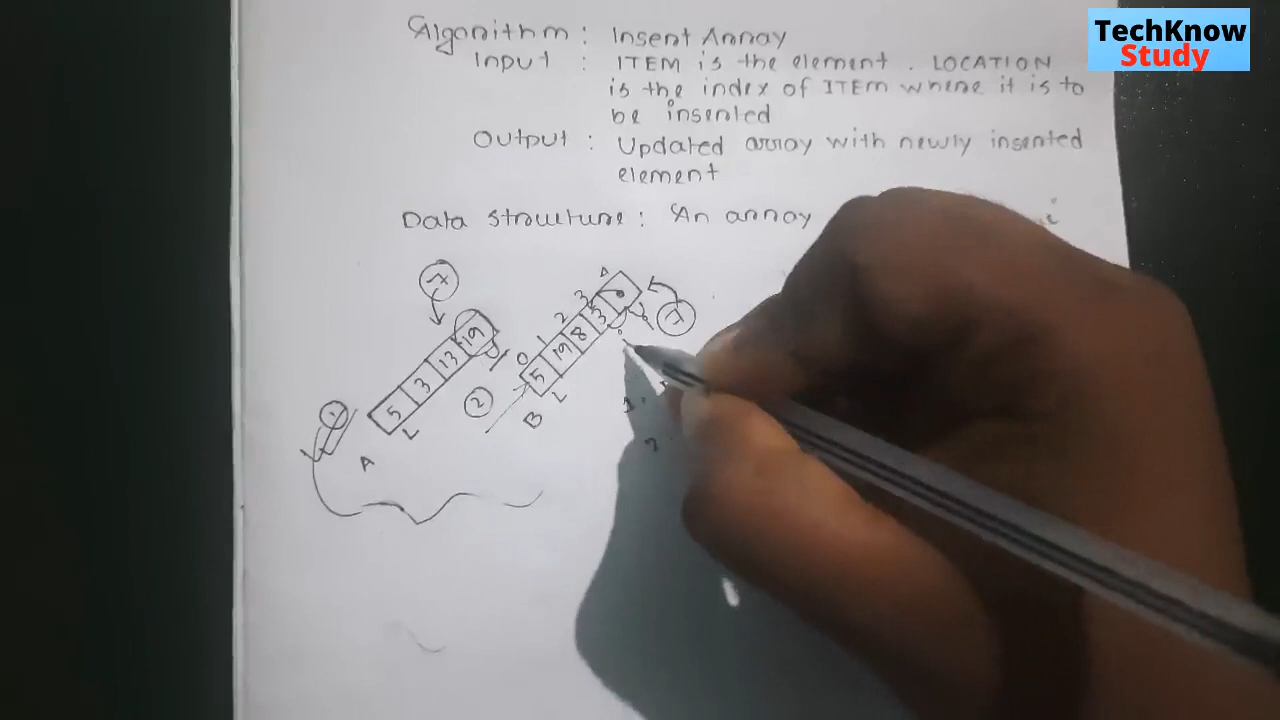 TechKnow
Study
Algorithm : Insert Array
Input : ITEM is the element . LOCATION
is the index of ITEM where it is to
be inserted
Output : Updated array with newly inserted
element
Data structure : An array
0 1 2 3 4
5 3 13 19
L
A
1
5 19 8 3
L
B
2